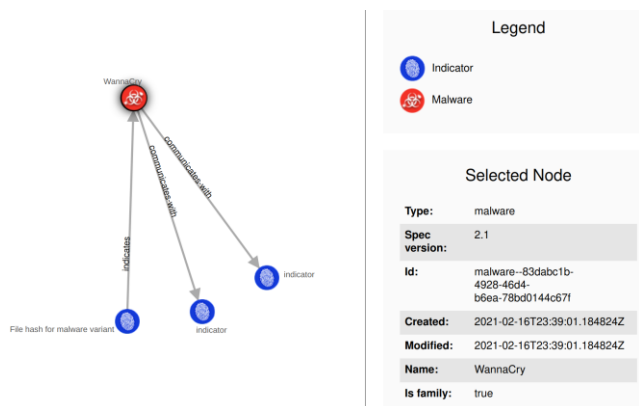 WannaCry
communicates with
communicates with
indicates
indicator
File hash for malware variant
indicator
Legend
Indicator
Malware
Selected Node
Type: malware
Spec version: 2.1
Id: malware--83dabc1b-
4928-46d4-
b6ea-78bd0144c67f
Created: 2021-02-16T23:39:01.184824Z
Modified: 2021-02-16T23:39:01.184824Z
Name: WannaCry
Is family: true